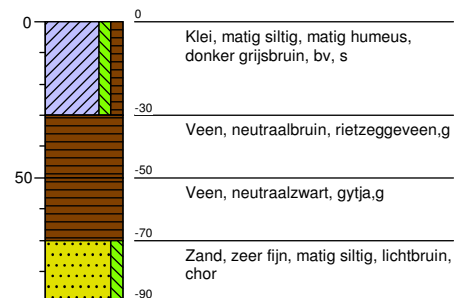 0
0
Klei, matig siltig, matig humeus,
donker grijsbruin, bv, s
-30
Veen, neutraalbruin, rietzeggeveen,g
50
-50
Veen, neutraalzwart, gytja,g
-70
Zand, zeer fijn, matig siltig, lichtbruin,
chor
-90